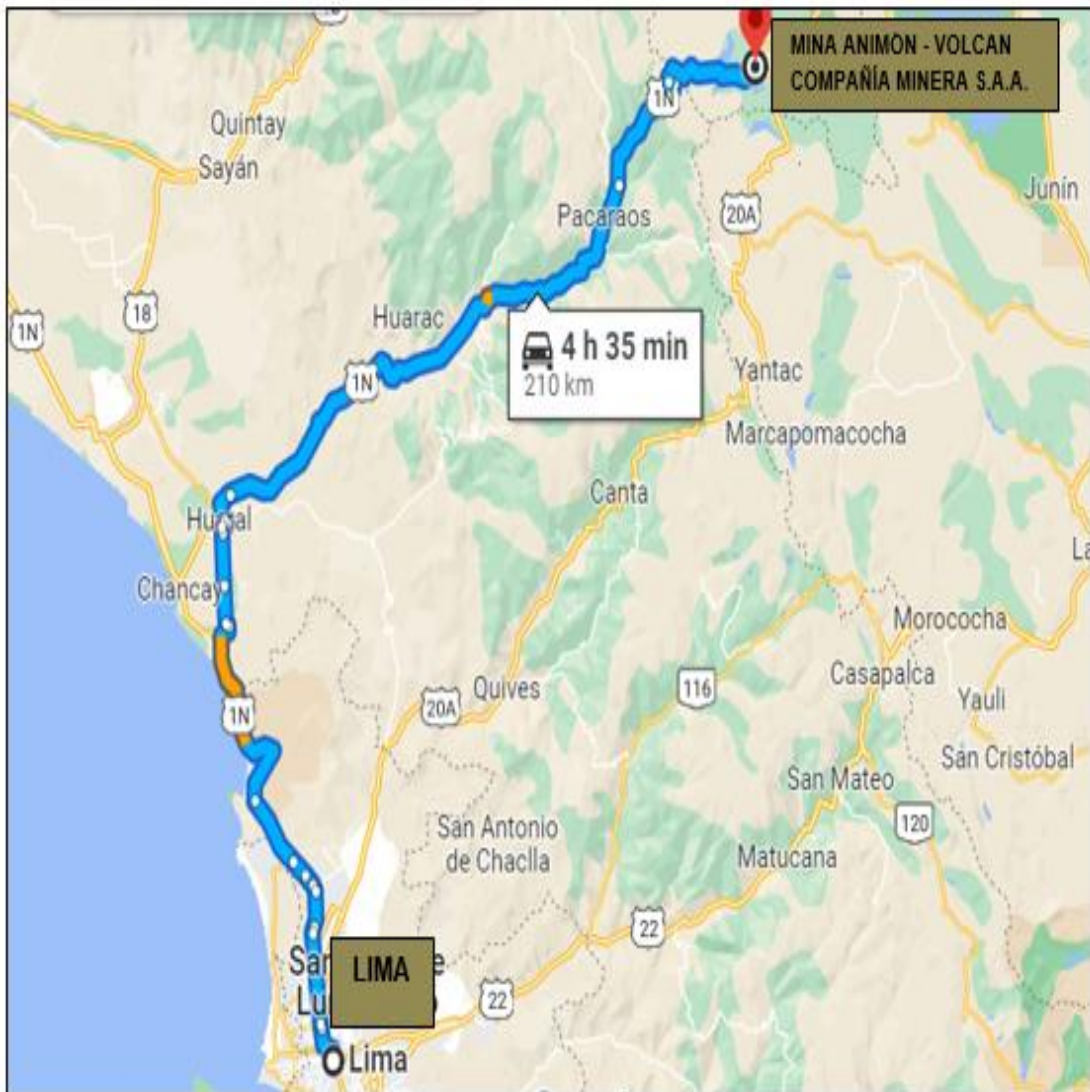 MINA ANIMÓN - VOLCAN
COMPAÑÍA MINERA S.A.A.
1N
Quintay
Sayán
Junín
Pacaraos
20A
18
1N
Huarac
4 h 35 min
210 km
1N
Yantac
Marcapomacocha
Canta
Chancay
Morococha
Casapalca
Quives
116
Yauli
20A
1N
San Cristóbal
San Mateo
120
San Antonio
de Chaclla
Matucana
22
LIMA
22
Lima